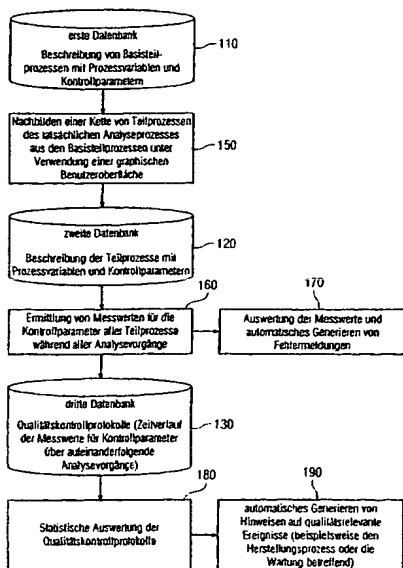 erste Datenbank
Beschreibung von Basisteil-
prozessen mit Prozessvariablen und
Kontrollparametern
110
Nachbilden einer Kette von Teilprozessen
des tatsächlichen Analyseprozesses
aus den Basisteilprozessen unter
Verwendung einer graphischen
Benutzeroberfläche
150
zweite Datenbank
Beschreibung der Teilprozesse mit
Prozessvariablen und Kontrollparametern
120
160
Ermittlung von Messwerten für die
Kontrollparameter aller Teilprozesse
während aller Analysevorgänge
170
Auswertung der Messwerte und
automatisches Generieren von
Fehlermeldungen
dritte Datenbank
Qualitätskontrollprotokolle (Zeitverlauf
der Messwerte für Kontrollparameter
über aufeinanderfolgende
Analysevorgänge)
130
180
Statistische Auswertung der
Qualitätskontrollprotokolle
190
automatisches Generieren von
Hinweisen auf qualitätsrelevante
Ereignisse (beispielsweise den
Herstellungsprozess oder die
Wartung betreffend)